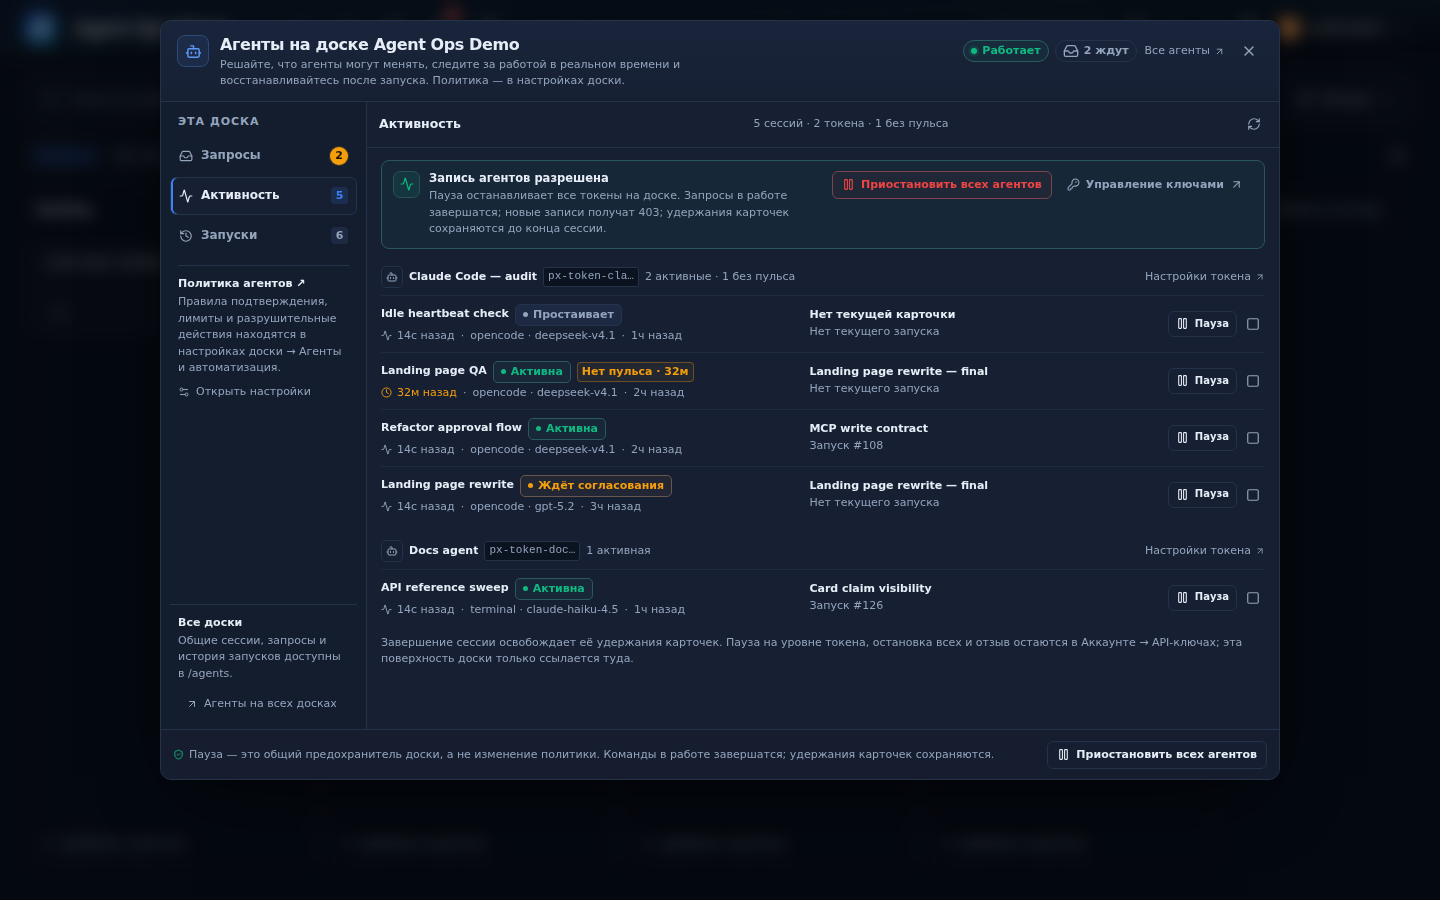 Агенты на доске Agent Ops Demo
Решайте, что агенты могут менять, следите за работой в реальном времени и
восстанавливайтесь после запуска. Политика — в настройках доски.
Работает
2 ждут
Все агенты ↗
ЭТА ДОСКА
Запросы 2
Активность 5
Запуски 6
Политика агентов ↗
Правила подтверждения,
лимиты и разрушительные
действия находятся в
настройках доски → Агенты
и автоматизация.
Открыть настройки
Все доски
Общие сессии, запросы и
история запусков доступны
в /agents.
Агенты на всех досках
Активность
5 сессий · 2 токена · 1 без пульса
Запись агентов разрешена
Пауза останавливает все токены на доске. Запросы в работе
завершатся; новые записи получат 403; удержания карточек
сохраняются до конца сессии.
Приостановить всех агентов
Управление ключами
Claude Code — audit px-token-cla… 2 активные · 1 без пульса Настройки токена
Idle heartbeat check Простаивает
14с назад · opencode · deepseek-v4.1 · 1ч назад
Нет текущей карточки
Нет текущего запуска
Пауза
Landing page QA Активна Нет пульса · 32м
32м назад · opencode · deepseek-v4.1 · 2ч назад
Landing page rewrite — final
Нет текущего запуска
Пауза
Refactor approval flow Активна
14с назад · opencode · deepseek-v4.1 · 2ч назад
MCP write contract
Запуск #108
Пауза
Landing page rewrite Ждёт согласования
14с назад · opencode · gpt-5.2 · 3ч назад
Landing page rewrite — final
Нет текущего запуска
Пауза
Docs agent px-token-doc… 1 активная Настройки токена
API reference sweep Активна
14с назад · terminal · claude-haiku-4.5 · 1ч назад
Card claim visibility
Запуск #126
Пауза
Завершение сессии освобождает её удержания карточек. Пауза на уровне токена, остановка всех и отзыв остаются в Аккаунте → API-ключах; эта
поверхность доски только ссылается туда.
Пауза — это общий предохранитель доски, а не изменение политики. Команды в работе завершатся; удержания карточек сохраняются.
Приостановить всех агентов